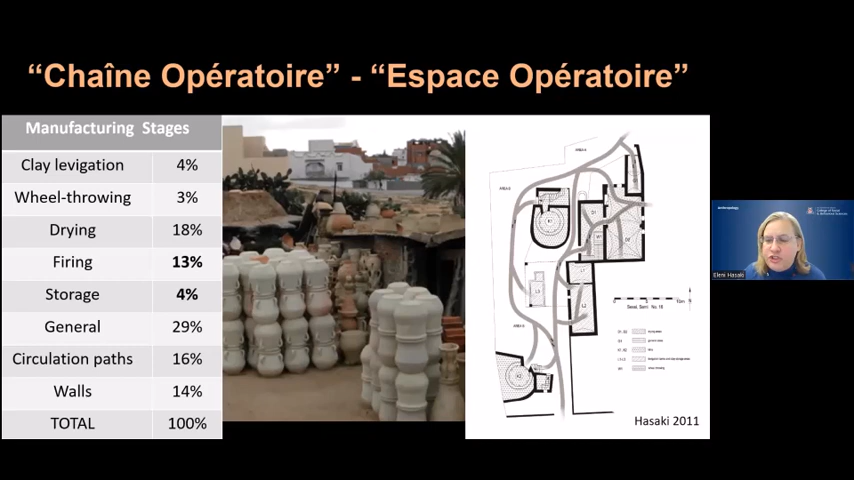 “Chaîne Opératoire” - “Espace Opératoire”
Manufacturing Stages
Clay levigation 4%
Wheel-throwing 3%
Drying 18%
Firing 13%
Storage 4%
General 29%
Circulation paths 16%
Walls 14%
TOTAL 100%
Hasaki 2011
Anthropology
Eleni Hasaki